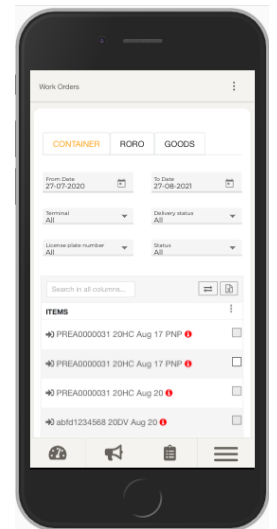 Work Orders
CONTAINER RORO GOODS
From Date To Date
27-07-2020 27-08-2021
Terminal Delivery status
All All
License plate number Status
All All
Search in all columns...
ITEMS
PREA0000031 20HC Aug 17 PNP
PREA0000031 20HC Aug 17 PNP
PREA0000031 20HC Aug 20
abfd1234568 20DV Aug 20